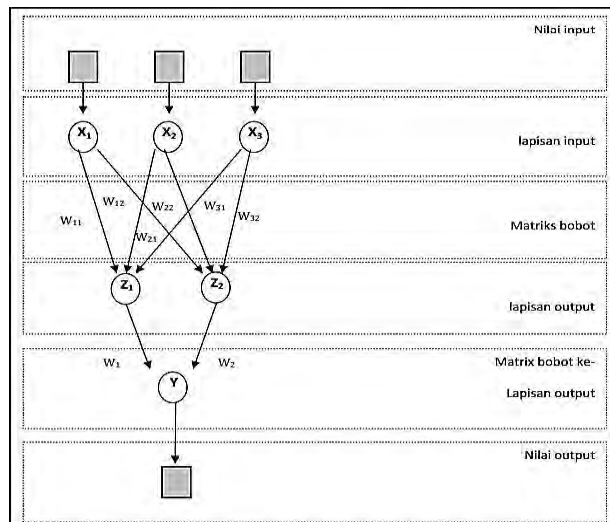 Nilai input
X1 X2 X3
lapisan input
W11 W12 W21 W22 W31 W32
Matriks bobot
Z1 Z2
lapisan output
W1 W2
Matrix bobot ke-
Y
Lapisan output
Nilai output